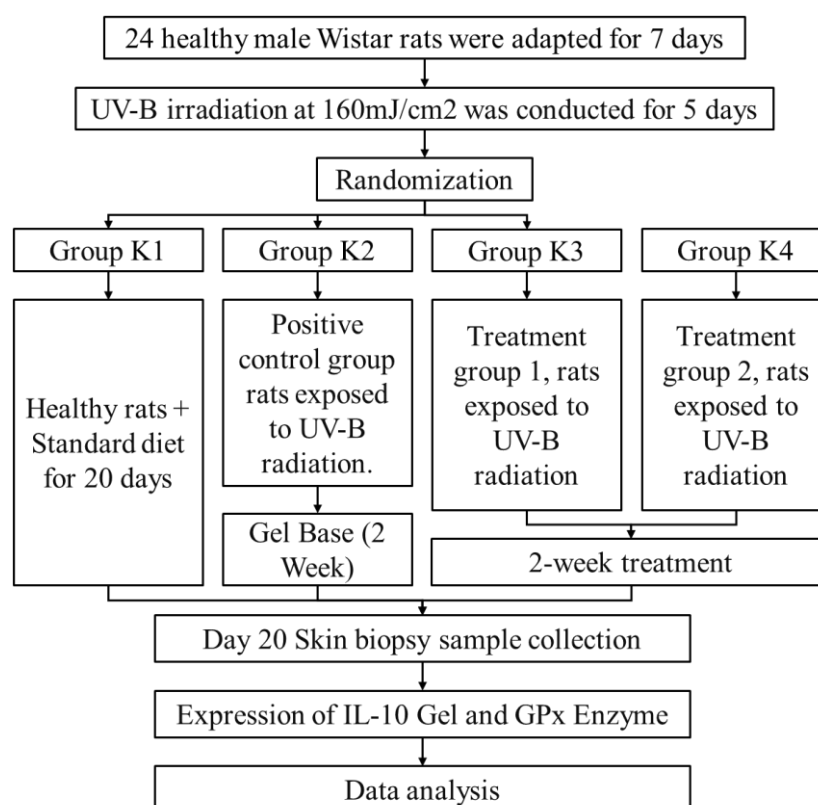 24 healthy male Wistar rats were adapted for 7 days
UV-B irradiation at 160mJ/cm2 was conducted for 5 days
Randomization
Group K1
Group K2
Group K3
Group K4
Healthy rats +
Standard diet
for 20 days
Positive
control group
rats exposed
to UV-B
radiation.
Treatment
group 1, rats
exposed to
UV-B
radiation
Treatment
group 2, rats
exposed to
UV-B
radiation
Gel Base (2
Week)
2-week treatment
Day 20 Skin biopsy sample collection
Expression of IL-10 Gel and GPx Enzyme
Data analysis